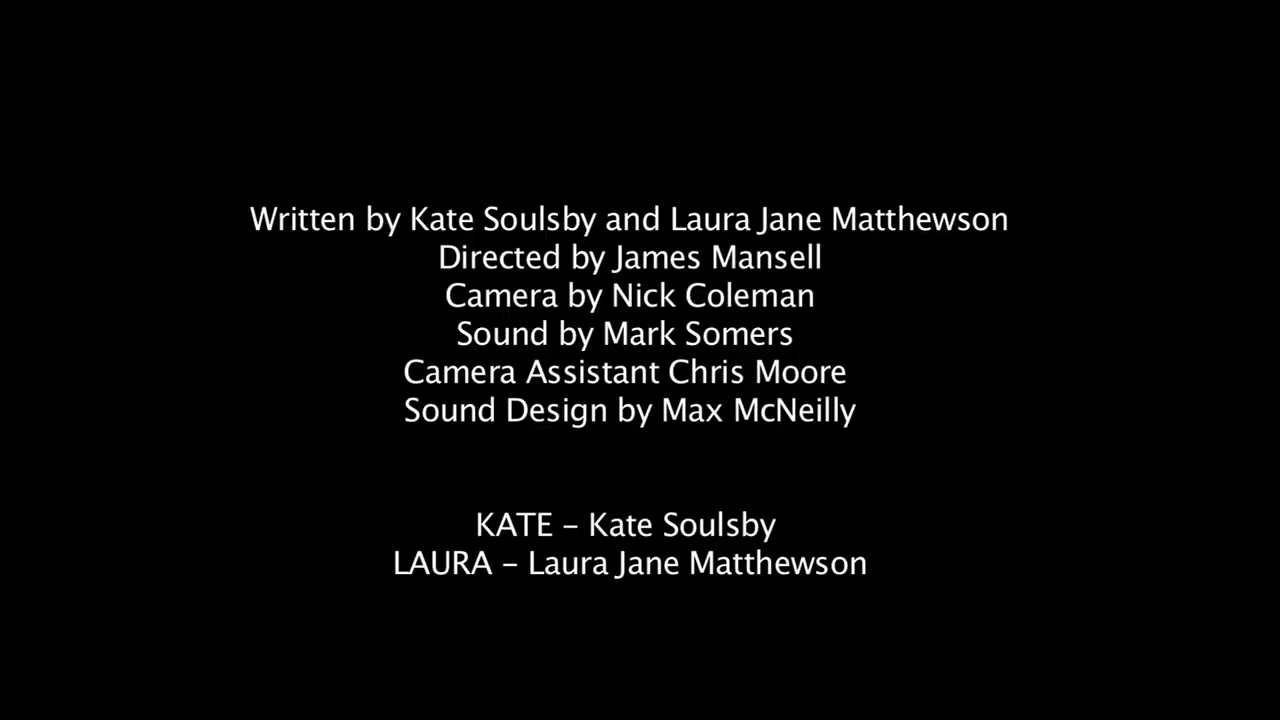 Written by Kate Soulsby and Laura Jane Matthewson
Directed by James Mansell
Camera by Nick Coleman
Sound by Mark Somers
Camera Assistant Chris Moore
Sound Design by Max McNeilly
KATE – Kate Soulsby
LAURA – Laura Jane Matthewson